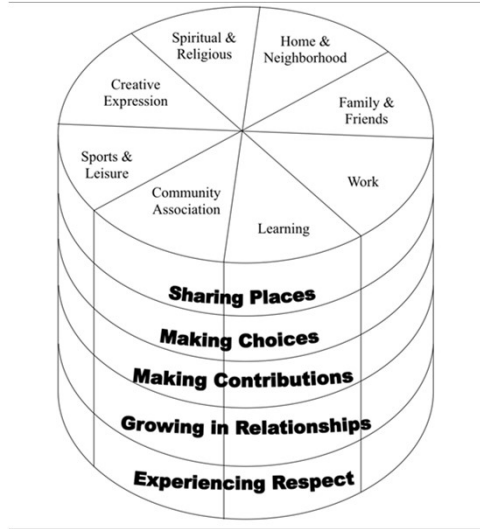 Spiritual &
Religious
Home &
Neighborhood
Creative
Expression
Family &
Friends
Sports &
Leisure
Work
Community
Association
Learning
Sharing Places
Making Choices
Making Contributions
Growing in Relationships
Experiencing Respect